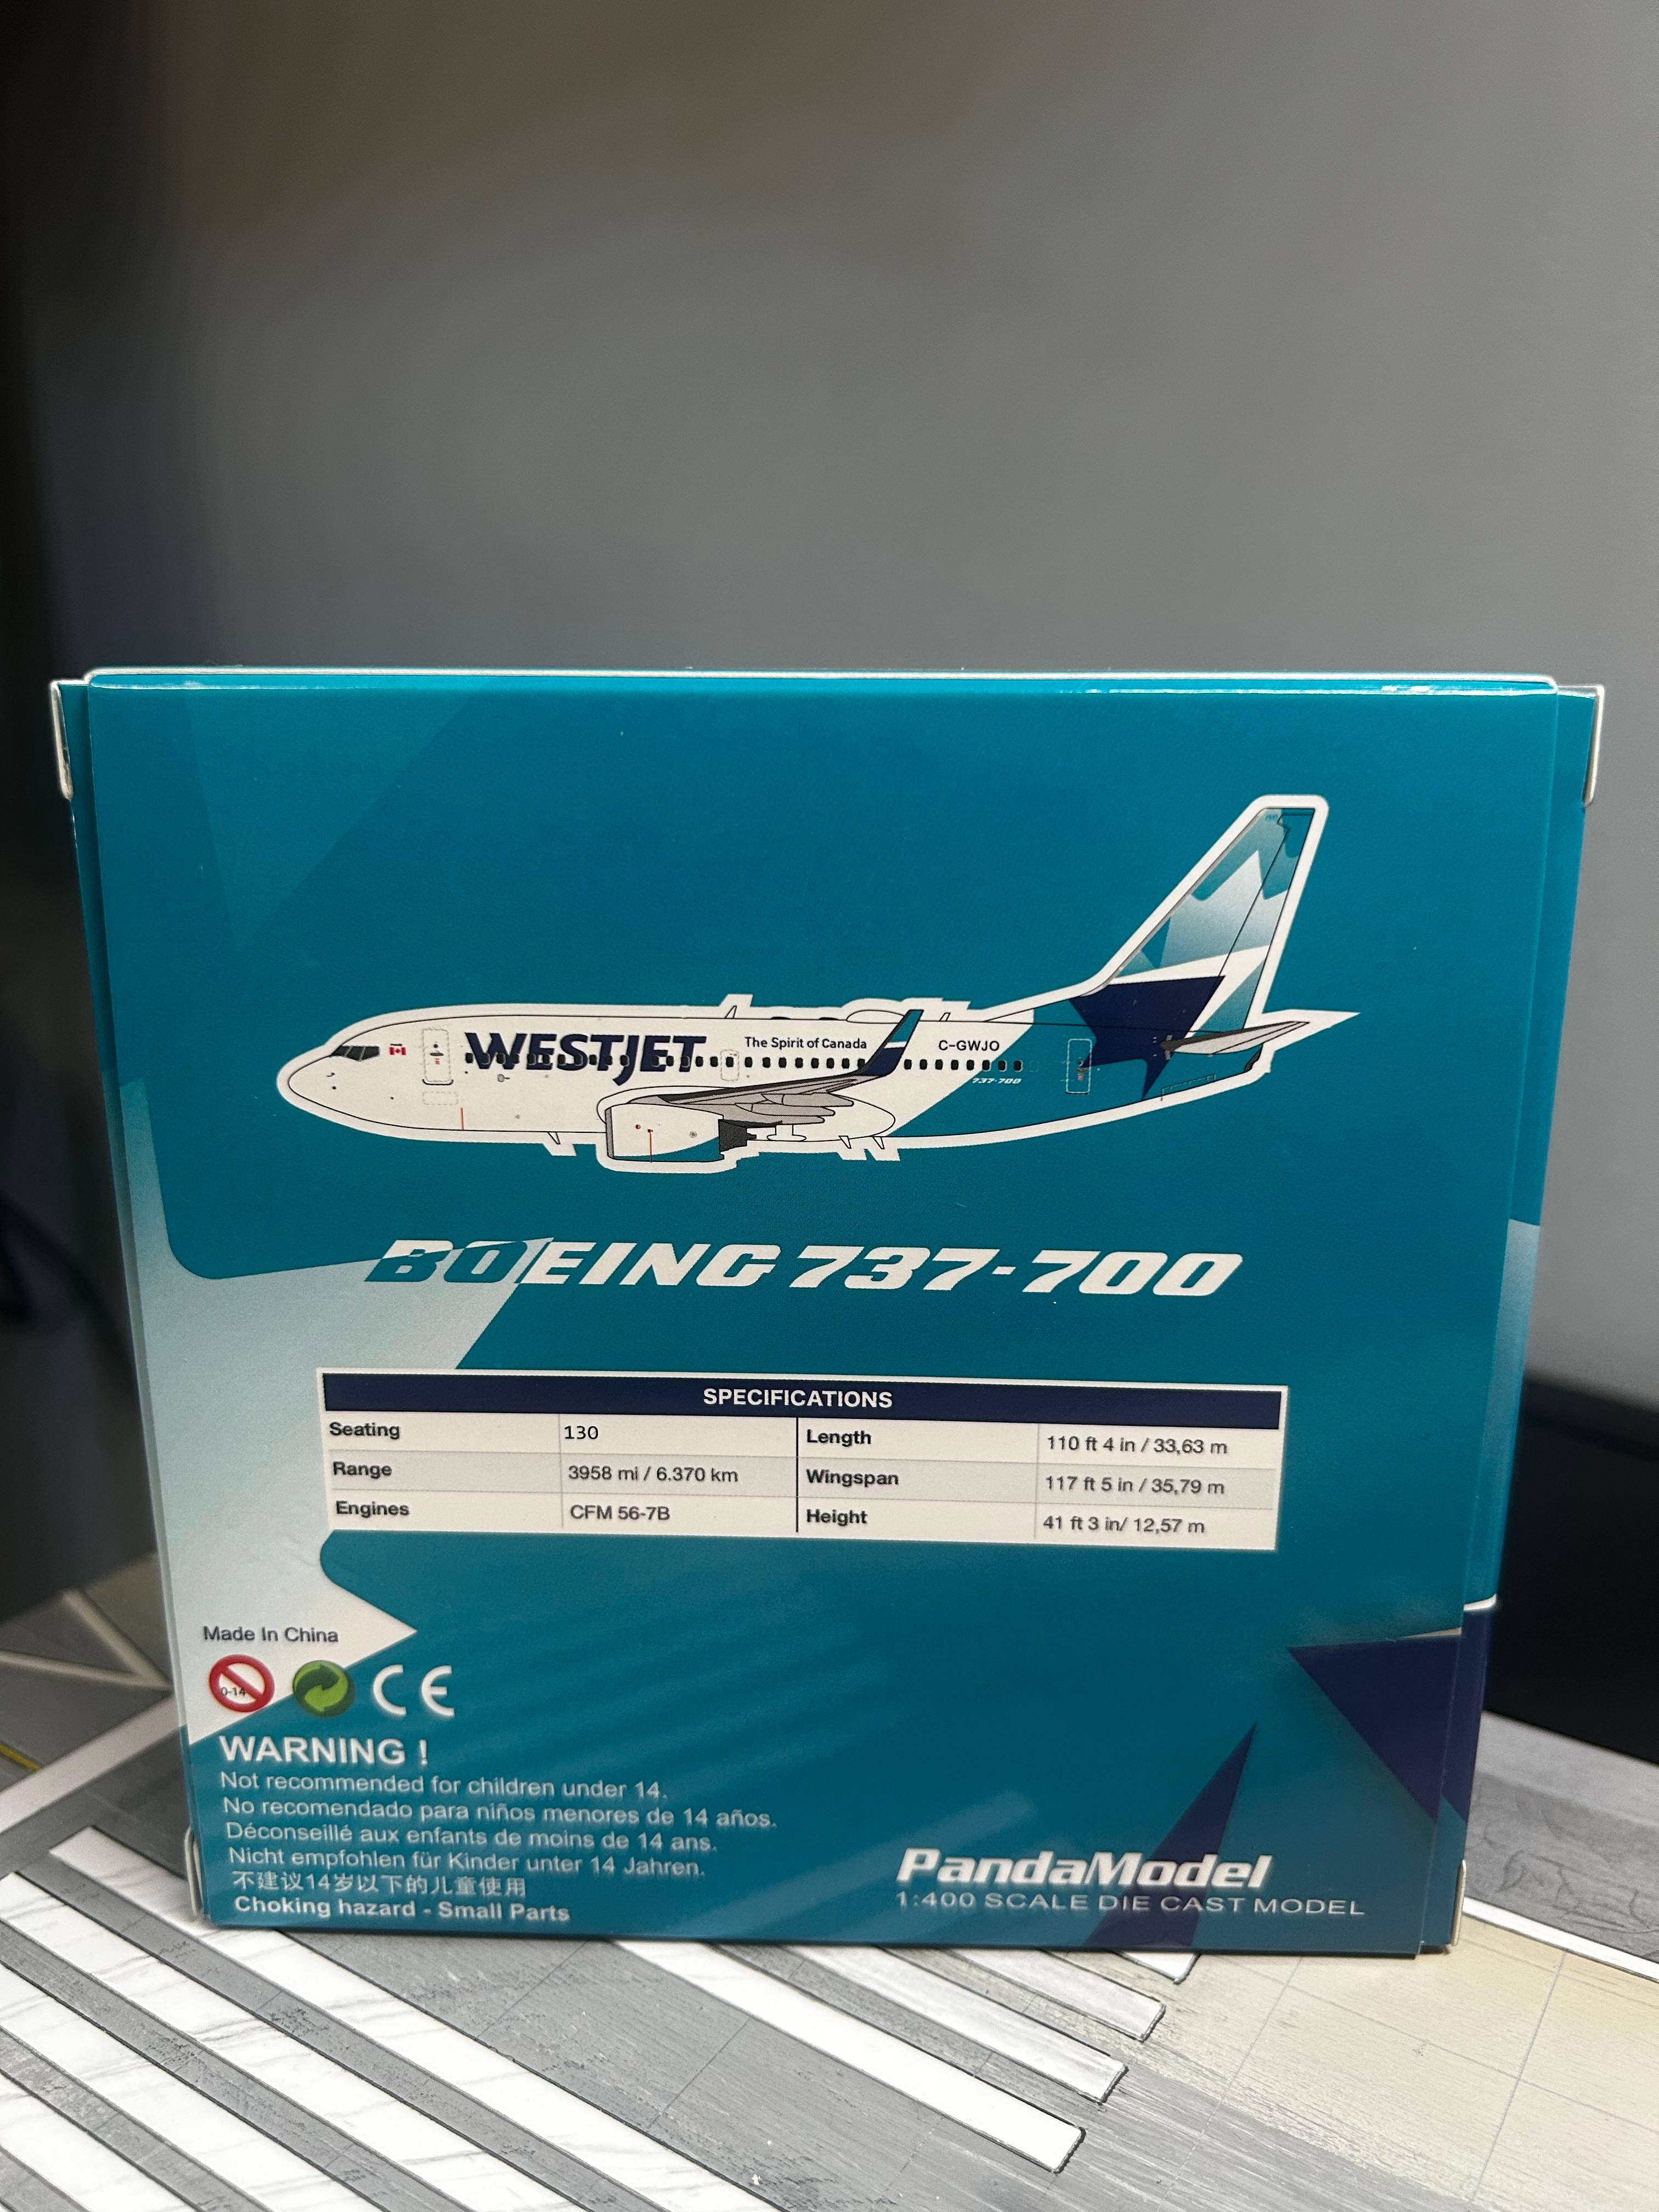 WESTJET
The Spirit of Canada
C-GWJO
737-700
BOEING 737-700
SPECIFICATIONS
Seating 130 Length 110 ft 4 in / 33,63 m
Range 3958 mi / 6.370 km Wingspan 117 ft 5 in / 35,79 m
Engines CFM 56-7B Height 41 ft 3 in/ 12,57 m
Made In China
0-14
CE
WARNING !
Not recommended for children under 14.
No recomendado para niños menores de 14 años.
Déconseillé aux enfants de moins de 14 ans.
Nicht empfohlen für Kinder unter 14 Jahren.
不建议14岁以下的儿童使用
Choking hazard - Small Parts
PandaModel
1:400 SCALE DIE CAST MODEL